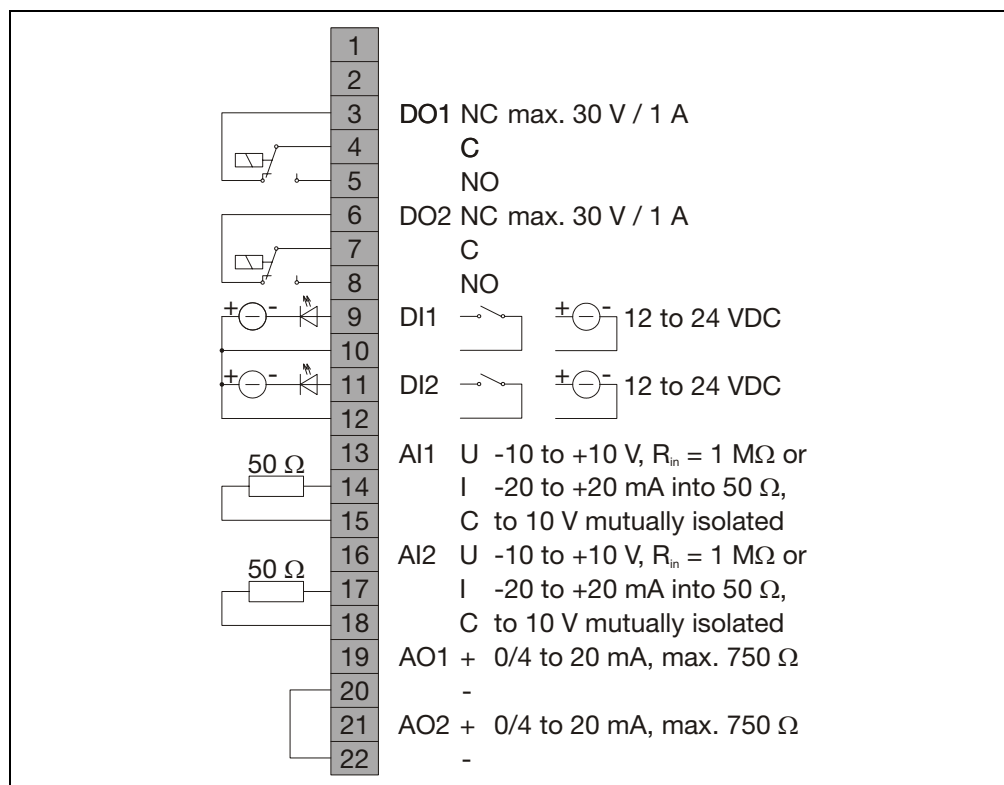 1
2
3 DO1 NC max. 30 V / 1 A
4 C
5 NO
6 DO2 NC max. 30 V / 1 A
7 C
8 NO
+ - 9 DI1 + - 12 to 24 VDC
10
+ - 11 DI2 + - 12 to 24 VDC
12
13 AI1 U -10 to +10 V, Rin = 1 MΩ or
50 Ω 14 I -20 to +20 mA into 50 Ω,
15 C to 10 V mutually isolated
16 AI2 U -10 to +10 V, Rin = 1 MΩ or
50 Ω 17 I -20 to +20 mA into 50 Ω,
18 C to 10 V mutually isolated
19 AO1 + 0/4 to 20 mA, max. 750 Ω
20 -
21 AO2 + 0/4 to 20 mA, max. 750 Ω
22 -